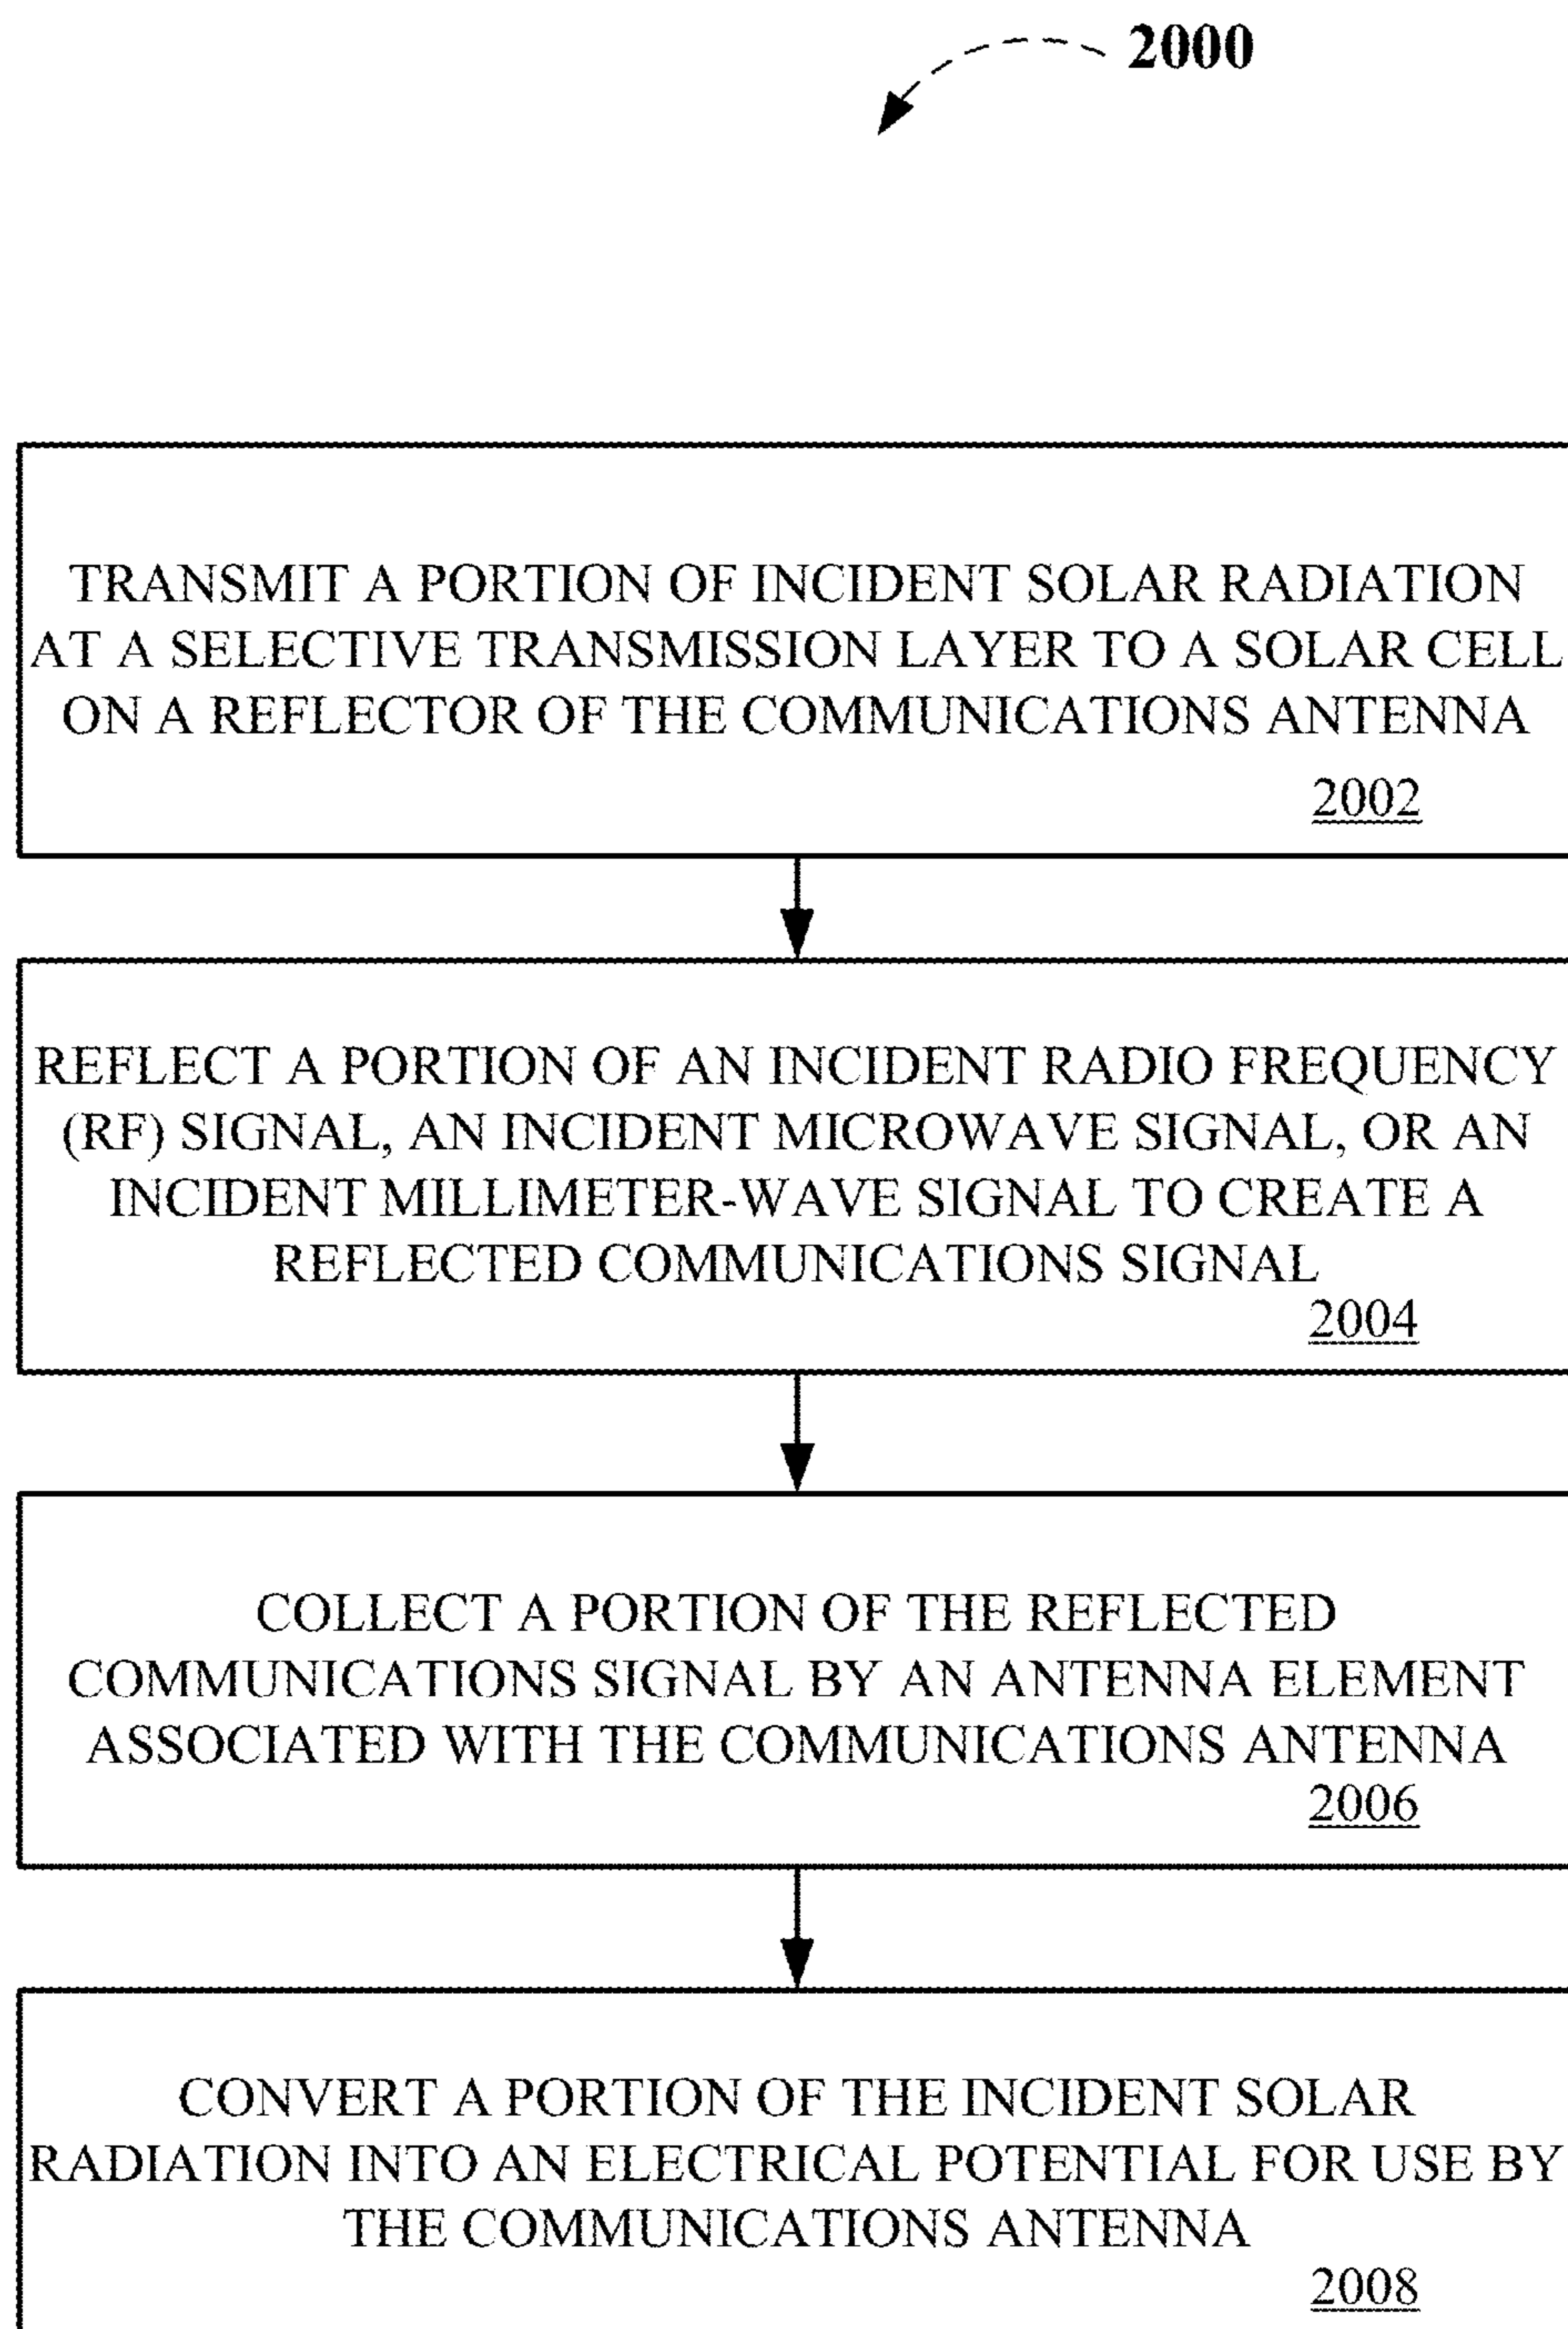 2000
TRANSMIT A PORTION OF INCIDENT SOLAR RADIATION
AT A SELECTIVE TRANSMISSION LAYER TO A SOLAR CELL
ON A REFLECTOR OF THE COMMUNICATIONS ANTENNA
2002
REFLECT A PORTION OF AN INCIDENT RADIO FREQUENCY
(RF) SIGNAL, AN INCIDENT MICROWAVE SIGNAL, OR AN
INCIDENT MILLIMETER-WAVE SIGNAL TO CREATE A
REFLECTED COMMUNICATIONS SIGNAL
2004
COLLECT A PORTION OF THE REFLECTED
COMMUNICATIONS SIGNAL BY AN ANTENNA ELEMENT
ASSOCIATED WITH THE COMMUNICATIONS ANTENNA
2006
CONVERT A PORTION OF THE INCIDENT SOLAR
RADIATION INTO AN ELECTRICAL POTENTIAL FOR USE BY
THE COMMUNICATIONS ANTENNA
2008